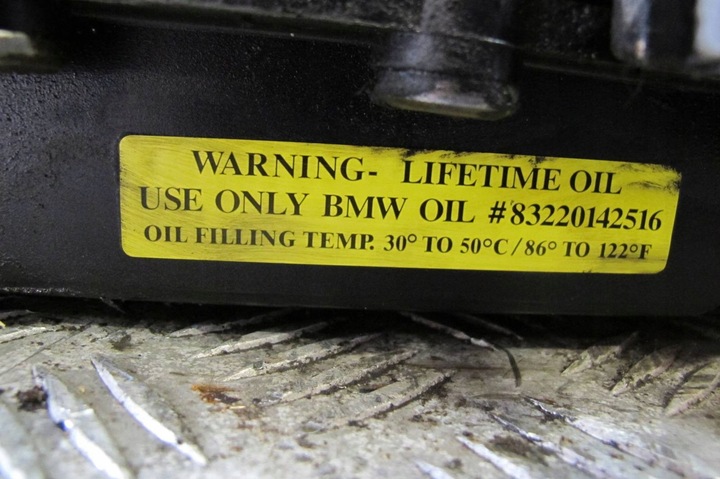 WARNING- LIFETIME OIL
USE ONLY BMW OIL #83220142516
OIL FILLING TEMP. 30° TO 50°C/86° TO 122°F